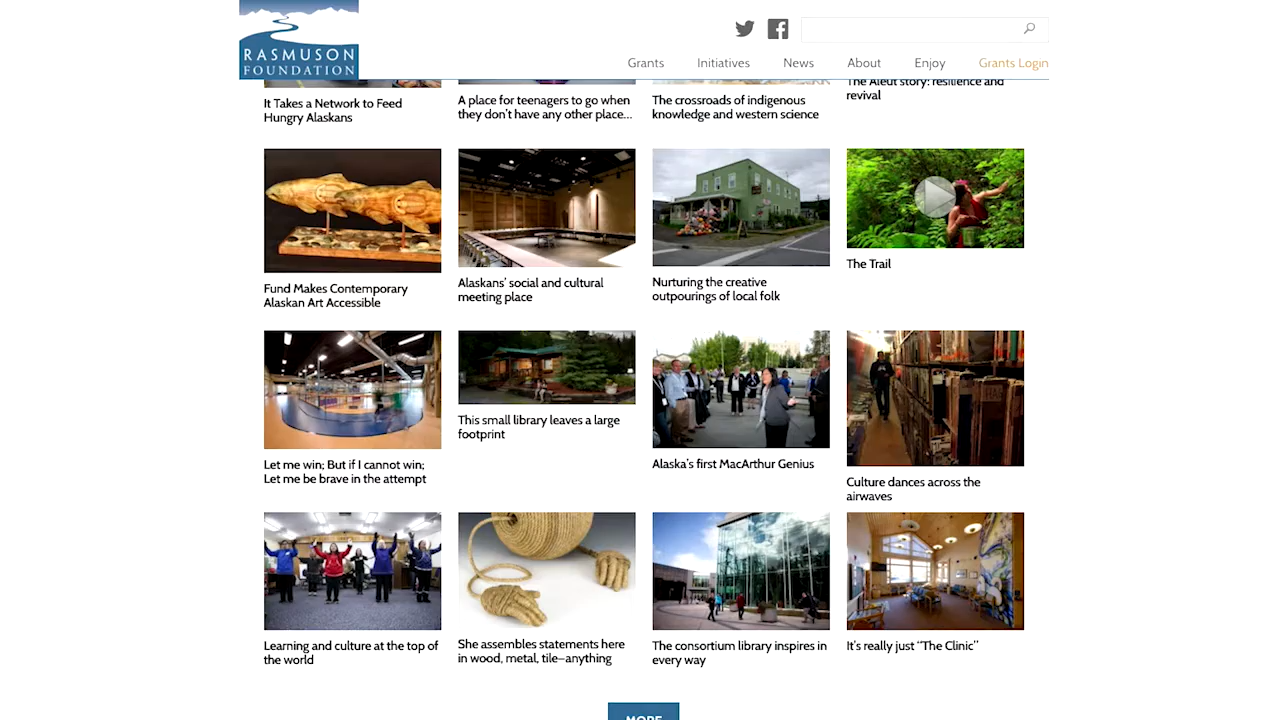 RASMUSON
FOUNDATION
Grants
Initiatives
News
About
Enjoy
Grants Login
It Takes a Network to Feed
Hungry Alaskans
A place for teenagers to go when
they don't have any other place...
The crossroads of indigenous
knowledge and western science
The Aleut story: resilience and
revival
Fund Makes Contemporary
Alaskan Art Accessible
Alaskans' social and cultural
meeting place
Nurturing the creative
outpourings of local folk
The Trail
Let me win; But if I cannot win;
Let me be brave in the attempt
This small library leaves a large
footprint
Alaska's first MacArthur Genius
Culture dances across the
airwaves
Learning and culture at the top of
the world
She assembles statements here
in wood, metal, tile—anything
The consortium library inspires in
every way
It's really just “The Clinic”
MORE